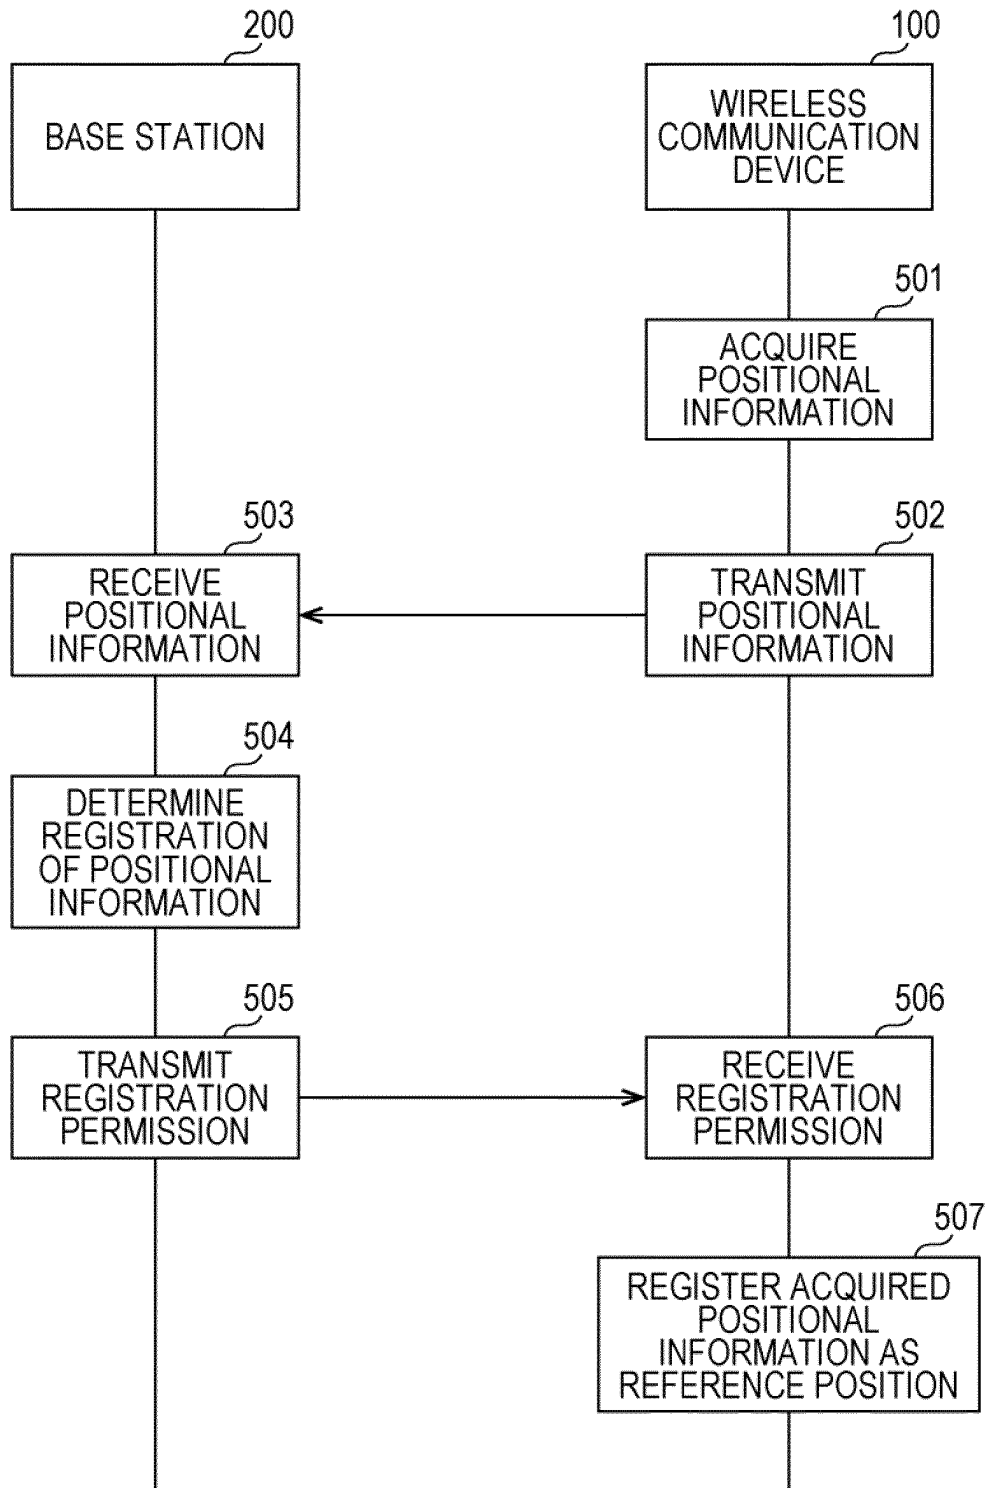 200
100
BASE STATION
WIRELESS
COMMUNICATION
DEVICE
501
ACQUIRE
POSITIONAL
INFORMATION
503
502
RECEIVE
POSITIONAL
INFORMATION
TRANSMIT
POSITIONAL
INFORMATION
504
DETERMINE
REGISTRATION
OF POSITIONAL
INFORMATION
505
506
TRANSMIT
REGISTRATION
PERMISSION
RECEIVE
REGISTRATION
PERMISSION
507
REGISTER ACQUIRED
POSITIONAL
INFORMATION AS
REFERENCE POSITION